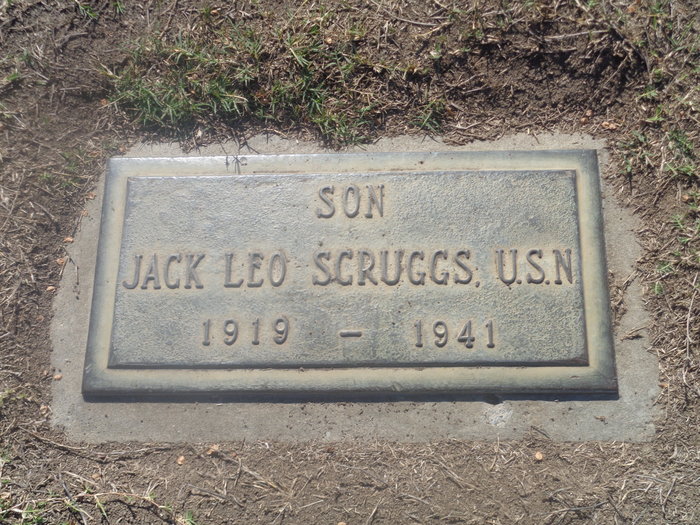 SON
JACK LEO SCRUGGS, U.S.N
1919 – 1941